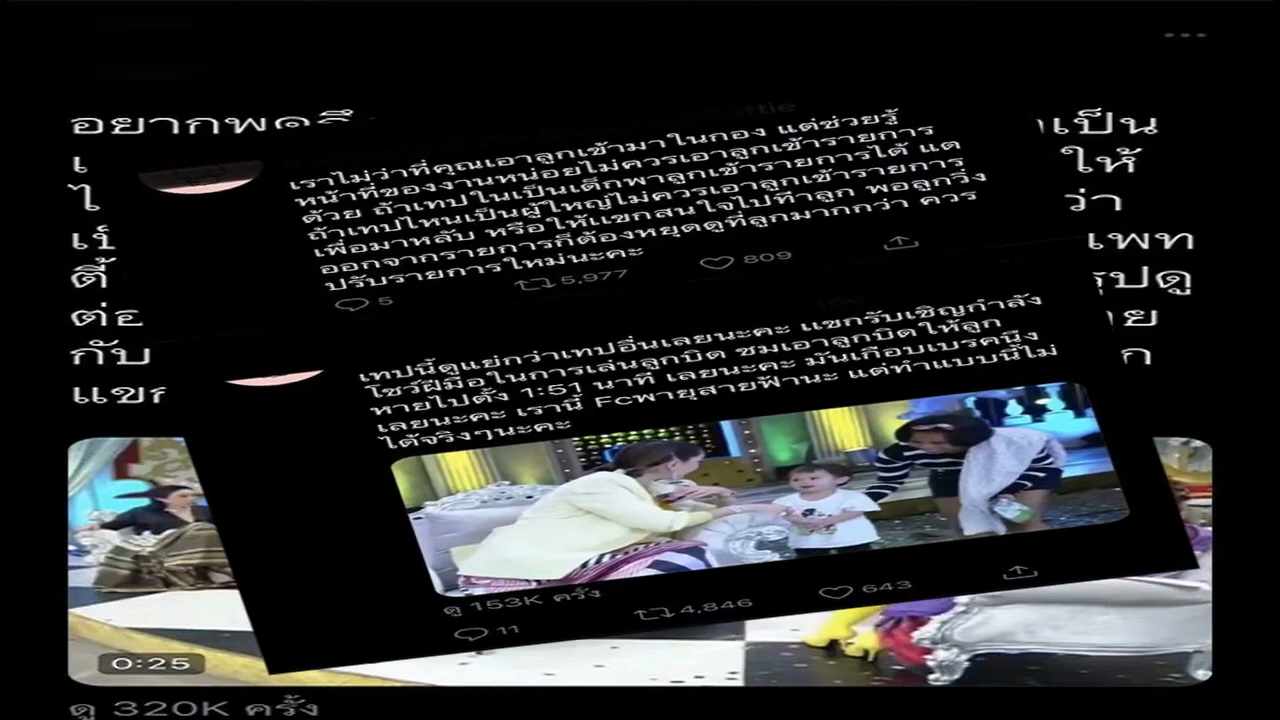 อยากพูดถึง
เป็น
ให้
ไ
ว่า
ตี้
ต่อ
กับ
เราไม่ว่าที่คุณเอาลูกเข้ามาในกอง แต่ช่วยรู้
หน้าที่ของงานหน่อยไม่ควรเอาลูกเข้ารายการ
ด้วย ถ้าเทปในเป็นเด็กพาลูกเข้ารายการได้ แต่
ถ้าเทปไหนเป็นผู้ใหญ่ไม่ควรเอาลูกเข้ารายการ
เพื่อมาหลับ หรือให้แขกสนใจไปที่าลูก พอลูกวิ่ง
ออกจากรายการก็ต้องหยุดดูที่ลูกมากกว่า ควร
ปรับรายการใหม่นะคะ
5 5,977 809
เทปนี้ดูแย่กว่าเทปอื่นเลยนะคะ แขกรับเชิญกำลัง
โชว์ฝีมือในการเล่นลูกบิด ชมเอาลูกบิดให้ลูก
หายไปตั้ง 1:51 นาที เลยนะคะ มันเกือบเบรคนึง
เลยนะคะ เรานี้ Fcพายุสายฟ้านะ แต่ทำแบบนี้ไม่
ได้จริงๆนะคะ
ดู 153K ครั้ง
11 4,846 643
0:25
ดู 320K ครั้ง